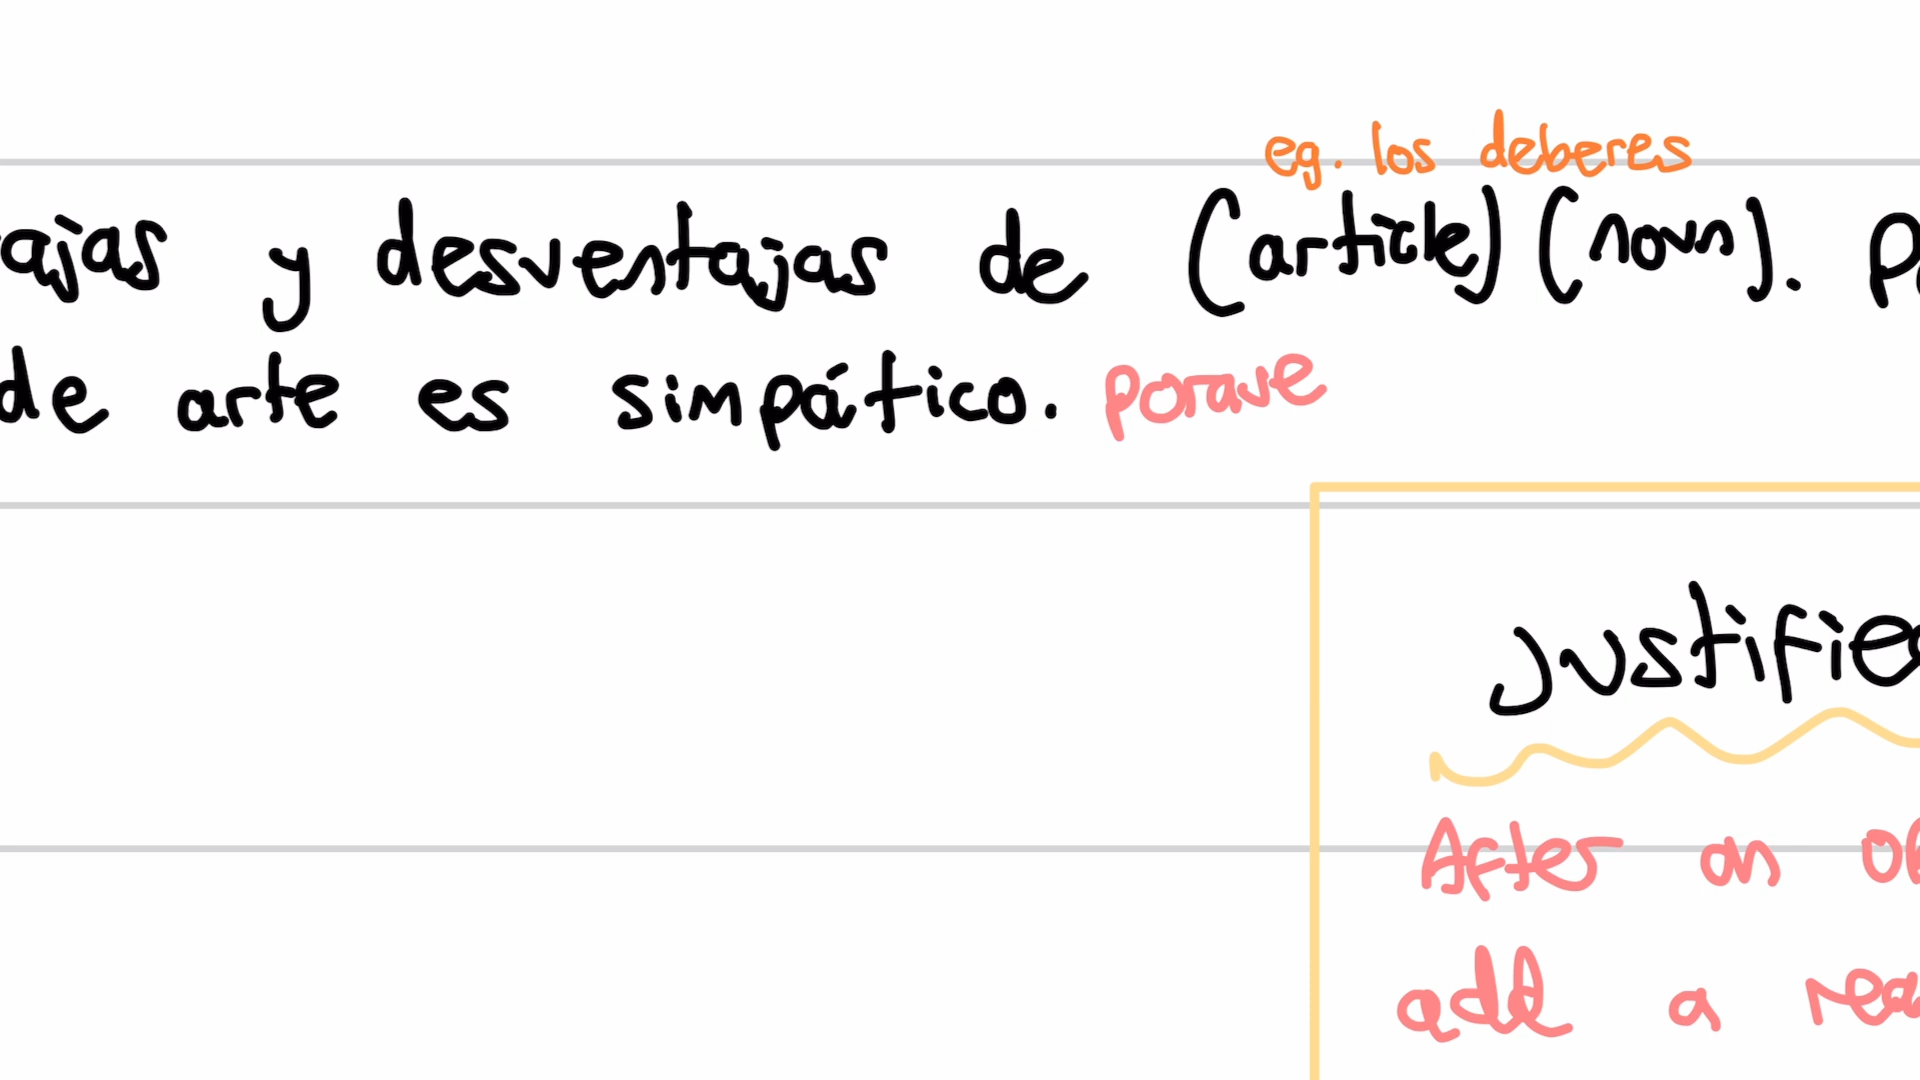 eg. los deberes
ajas y desventajas de (article) (noun). P
de arte es simpático. porque
Justifie
After an
add a rea